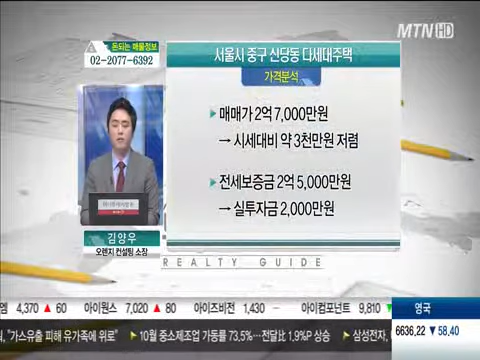 돈되는 매물정보
02-2077-6392
MTN HD
서울시 중구 신당동 다세대주택
가격분석
매매가 2억 7,000만원
→ 시세대비 약 3천만원 저렴
전세보증금 2억 5,000만원
→ 실투자금 2,000만원
김양우
오렌지 컨설팅 소장
REALTY GUIDE
엠 4,370 ▲ 60 아이원스 7,020 ▲ 80 아이즈비전 1,430 - 아이컴포넌트 9,810
영국
, "가스유출 피해 유가족에 위로" ▶ 10월 중소제조업 가동률 73,5%…전달比 1.9%P 상승 ▶ 삼성전자,
6636,22 ▼ 58,40